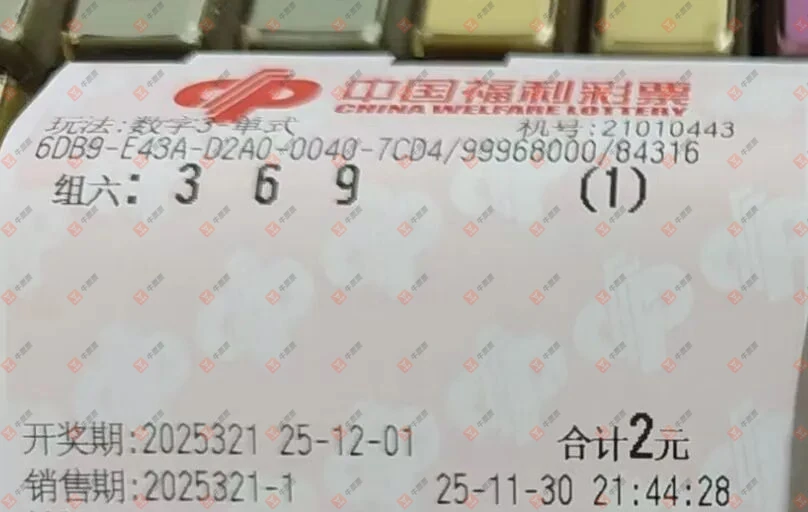 中国福利彩票
CHINA WELFARE LOTTERY
玩法:数字3-单式 机号:21010443
6DB9-E43A-D2A0-0040-7CD4/99968000/84316
组六: 3 6 9 (1)
开奖期:2025321 25-12-01 合计2元
销售期:2025321-1 25-11-30 21:44:28